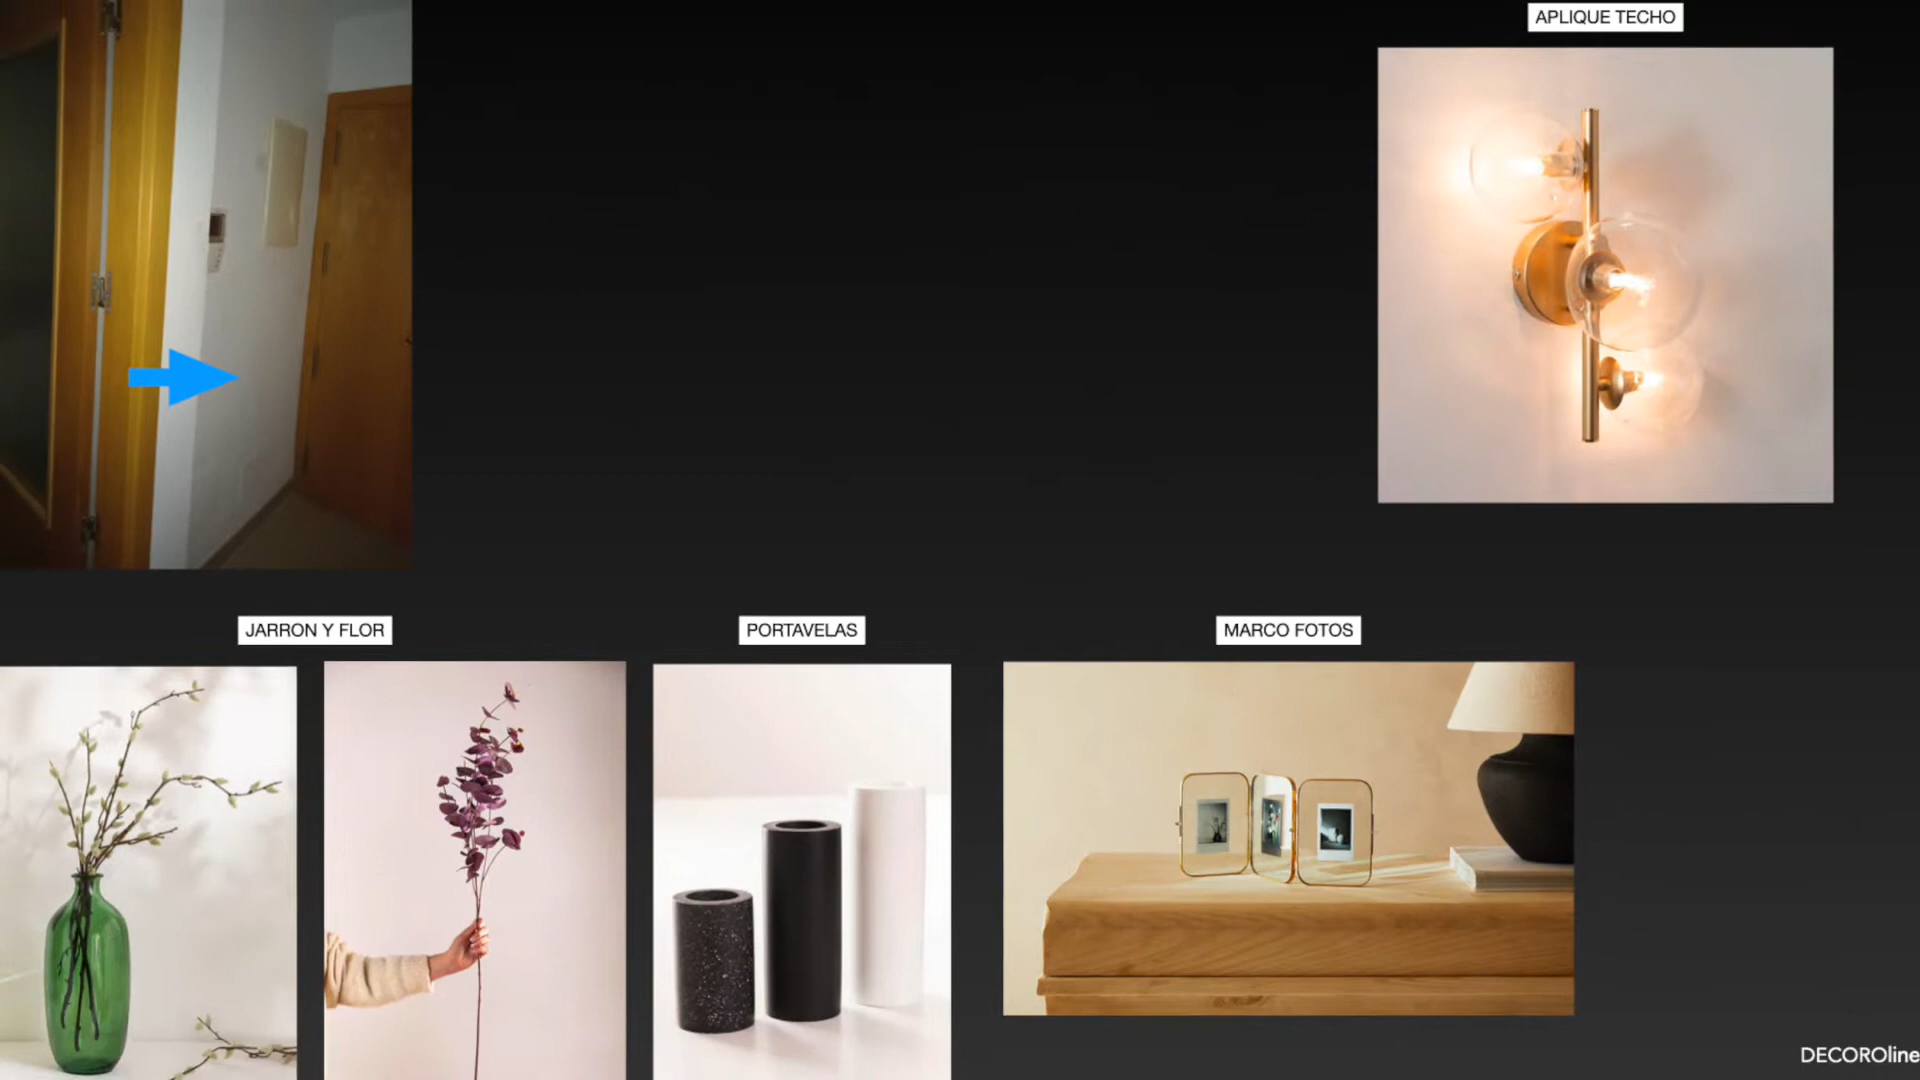 APLIQUE TECHO
JARRON Y FLOR
PORTAVELAS
MARCO FOTOS
DECOROline